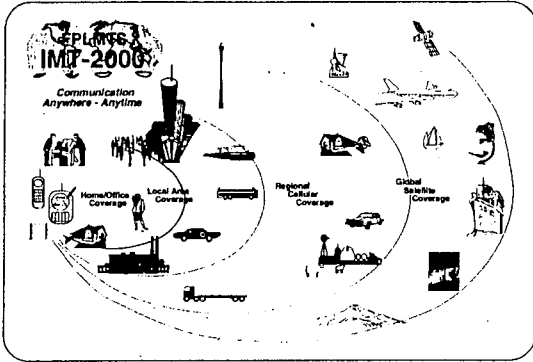 FPLMTS
IMT-2000
Communication
Anywhere - Anytime
Home/Office
Coverage
Local Area
Coverage
Regional
Cellular
Coverage
Global
Satellite
Coverage